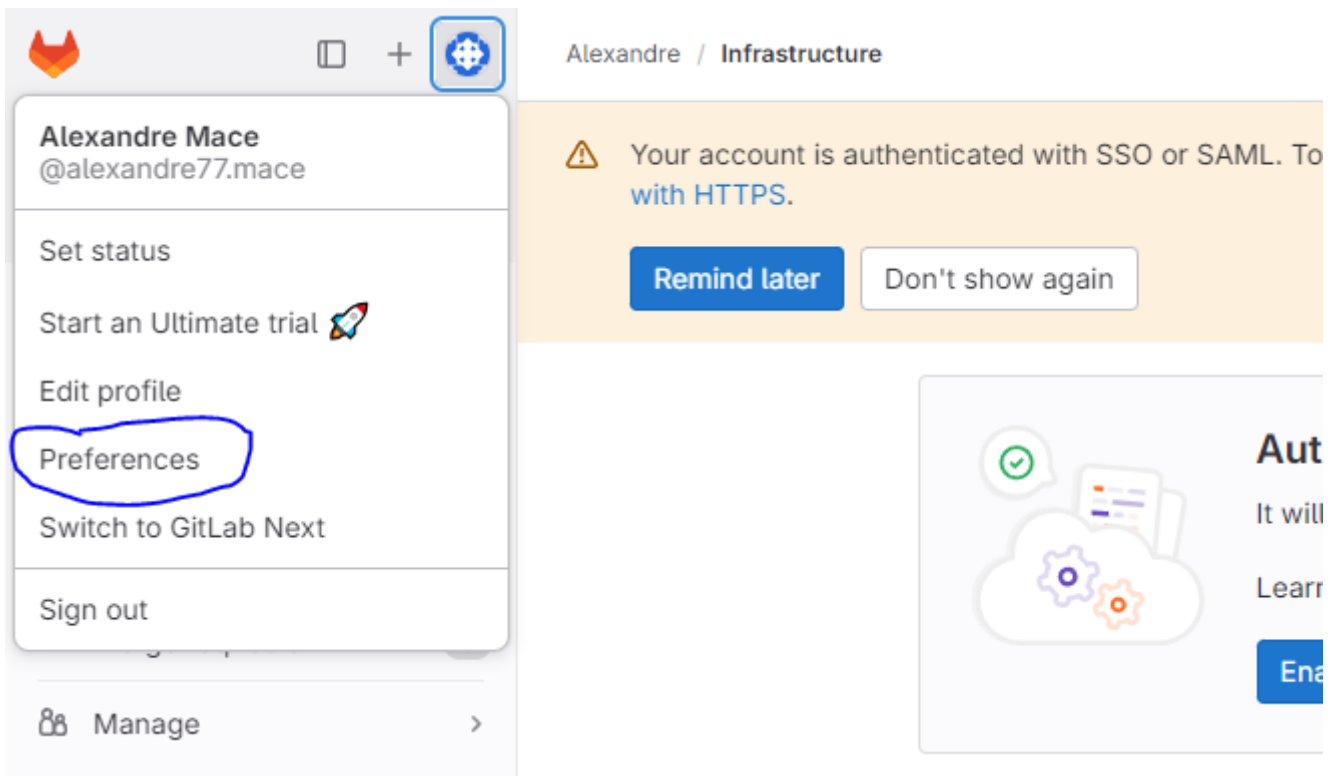 Alexandre / Infrastructure
Alexandre Mace
@alexandre77.mace
Set status
Start an Ultimate trial 🚀
Edit profile
Preferences
Switch to GitLab Next
Sign out
Manage
Your account is authenticated with SSO or SAML. To
with HTTPS.
Remind later
Don't show again
Aut
It will
Learn
Ena